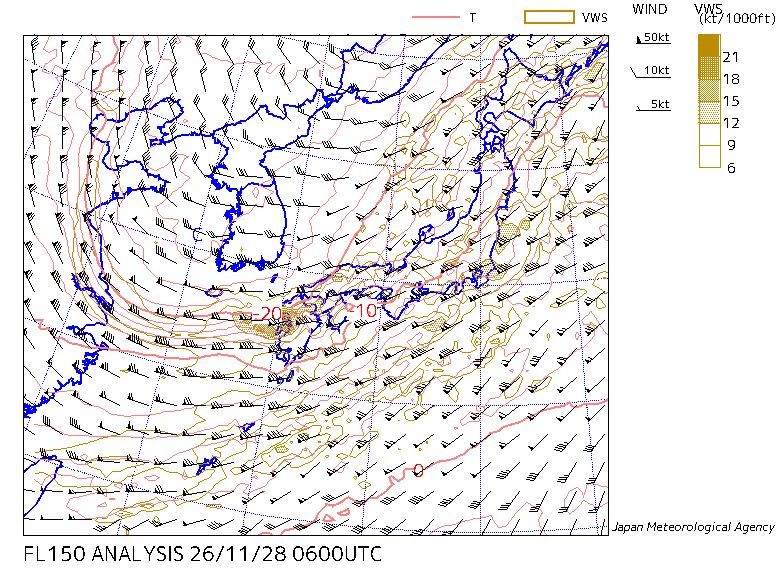 T
VWS
WIND
VWS
(kt/1000ft)
50kt
10kt
5kt
21
18
15
12
9
6
-20
-10
0
C
Japan Meteorological Agency
FL150 ANALYSIS 26/11/28 0600UTC